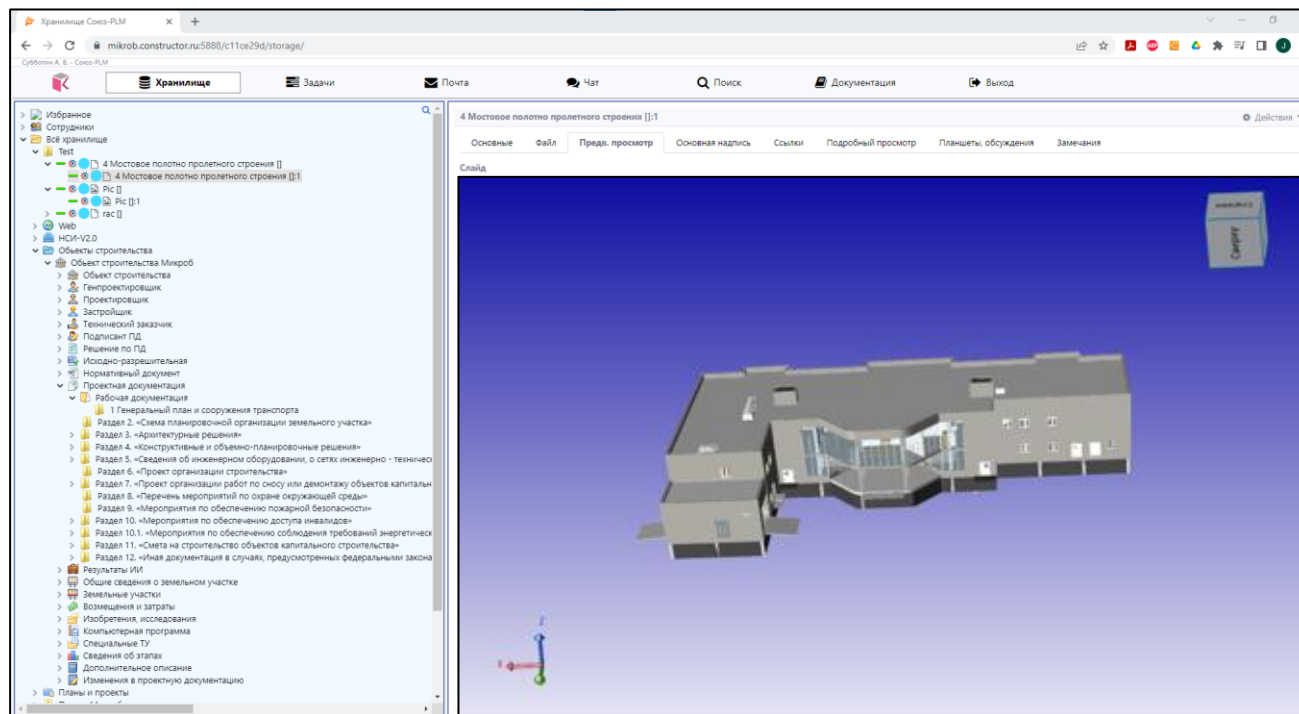 Хранилище Союз-PLM
mikrob.constructor.ru:5888/c11ce29d/storage/
Субботин А. В. - Союз-PLM
Хранилище
Задачи
Почта
Чат
Поиск
Документация
Выход
Избранное
Сотрудники
Всё хранилище
Test
4 Мостовое полотно пролетного строения []
4 Мостовое полотно пролетного строения []:1
Pic []
Pic []:1
rac []
Web
НСИ-V2.0
Объекты строительства
Объект строительства Микроб
Объект строительства
Генпроектировщик
Проектировщик
Застройщик
Технический заказчик
Подписант ПД
Решение по ПД
Исходно-разрешительная
Нормативный документ
Проектная документация
Рабочая документация
1 Генеральный план и сооружения транспорта
Раздел 2. «Схема планировочной организации земельного участка»
Раздел 3. «Архитектурные решения»
Раздел 4. «Конструктивные и объемно-планировочные решения»
Раздел 5. «Сведения об инженерном оборудовании, о сетях инженерно - техничес
Раздел 6. «Проект организации строительства»
Раздел 7. «Проект организации работ по сносу или демонтажу объектов капитальн
Раздел 8. «Перечень мероприятий по охране окружающей среды»
Раздел 9. «Мероприятия по обеспечению пожарной безопасности»
Раздел 10. «Мероприятия по обеспечению доступа инвалидов»
Раздел 10.1. «Мероприятия по обеспечению соблюдения требований энергетическ
Раздел 11. «Смета на строительство объектов капитального строительства»
Раздел 12. «Иная документация в случаях, предусмотренных федеральными закона
Результаты ИИ
Общие сведения о земельном участке
Земельные участки
Возмещения и затраты
Изобретения, исследования
Компьютерная программа
Специальные ТУ
Сведения об этапах
Дополнительное описание
Изменения в проектную документацию
Планы и проекты
4 Мостовое полотно пролетного строения []:1
Действия
Основные
Файл
Предв. просмотр
Основная надпись
Ссылки
Подробный просмотр
Планшеты, обсуждения
Замечания
Слайд
Сверху